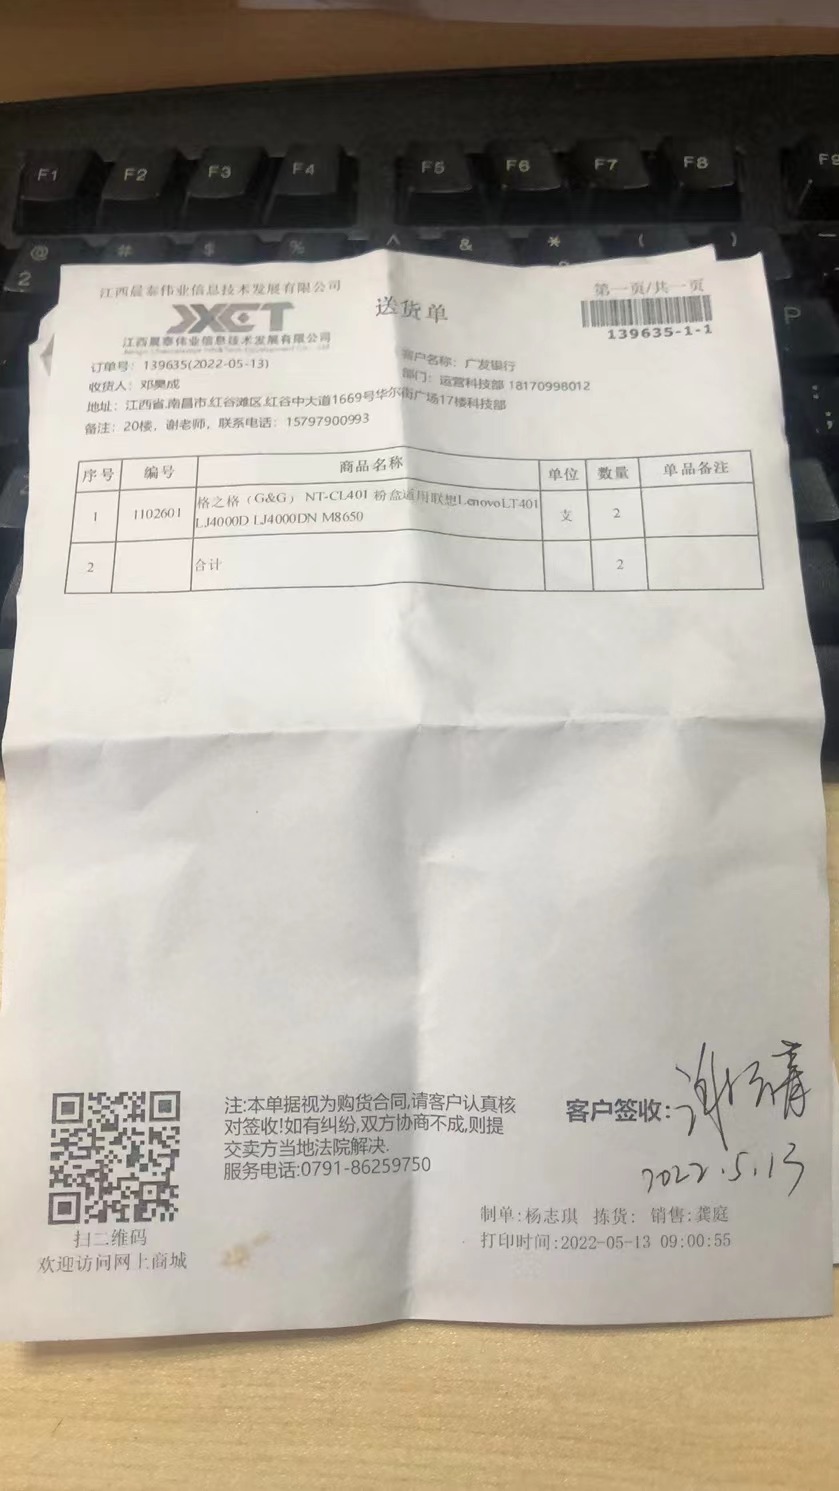 F1 F2 F3 F4 F5 F6 F7 F8 F9
@ # $ % ^ & * ( )
2 P
江西晨泰伟业信息技术发展有限公司
送货单
第一页/共一页
JXCT
江西晨泰伟业信息技术发展有限公司
139635-1-1
订单号：139635(2022-05-13)
客户名称：广发银行
收货人：邓昊成
部门：运营科技部 18170998012
地址：江西省.南昌市.红谷滩区.红谷中大道1669号华尔街广场17楼科技部
备注：20楼，谢老师，联系电话：15797900993
序号 编号 商品名称 单位 数量 单品备注
1 1102601 格之格（G&G） NT-CL401 粉盒适用联想LenovoLT401 支 2
LJ4000D LJ4000DN M8650
2 合计 2
注:本单据视为购货合同,请客户认真核
对签收!如有纠纷,双方协商不成,则提
交卖方当地法院解决.
服务电话:0791-86259750
客户签收:
2022.5.13
扫二维码
欢迎访问网上商城
制单:杨志琪 拣货: 销售:龚庭
打印时间:2022-05-13 09:00:55